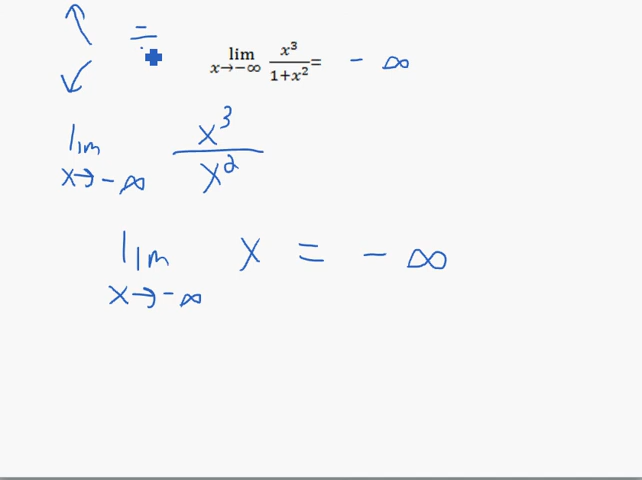 lim x→-∞ x³/(1+x²) = - ∞
lim x→-∞ x³/x²
lim x→-∞ x = - ∞